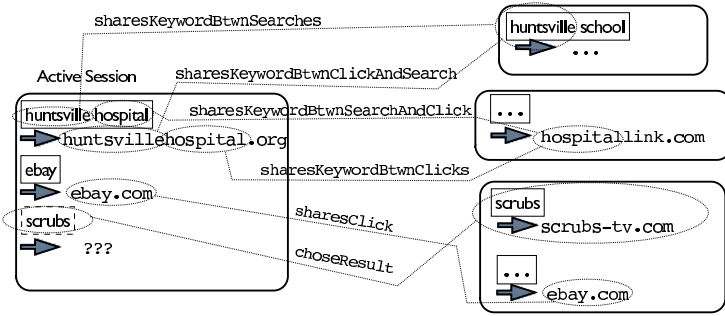 sharesKeywordBtwnSearches
huntsville school
...
Active Session
sharesKeywordBtwnClickAndSearch
huntsville hospital
huntsvillehospital.org
sharesKeywordBtwnSearchAndClick
...
hospitallink.com
sharesKeywordBtwnClicks
ebay
ebay.com
sharesClick
scrubs
???
choseResult
scrubs
scrubs-tv.com
...
ebay.com